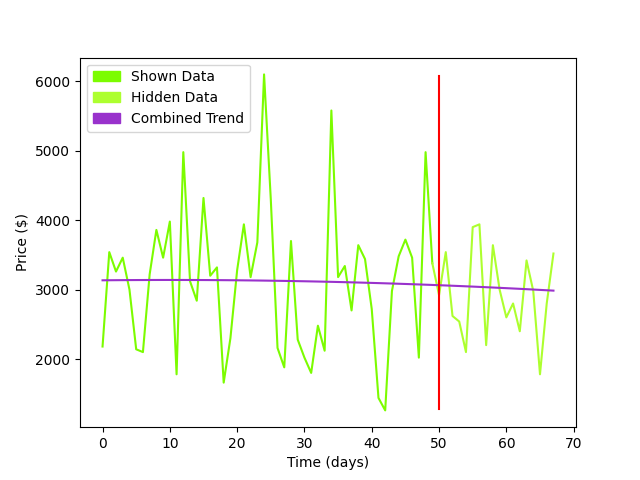 Shown Data
Hidden Data
Combined Trend
Price ($)
6000
5000
4000
3000
2000
0 10 20 30 40 50 60 70
Time (days)